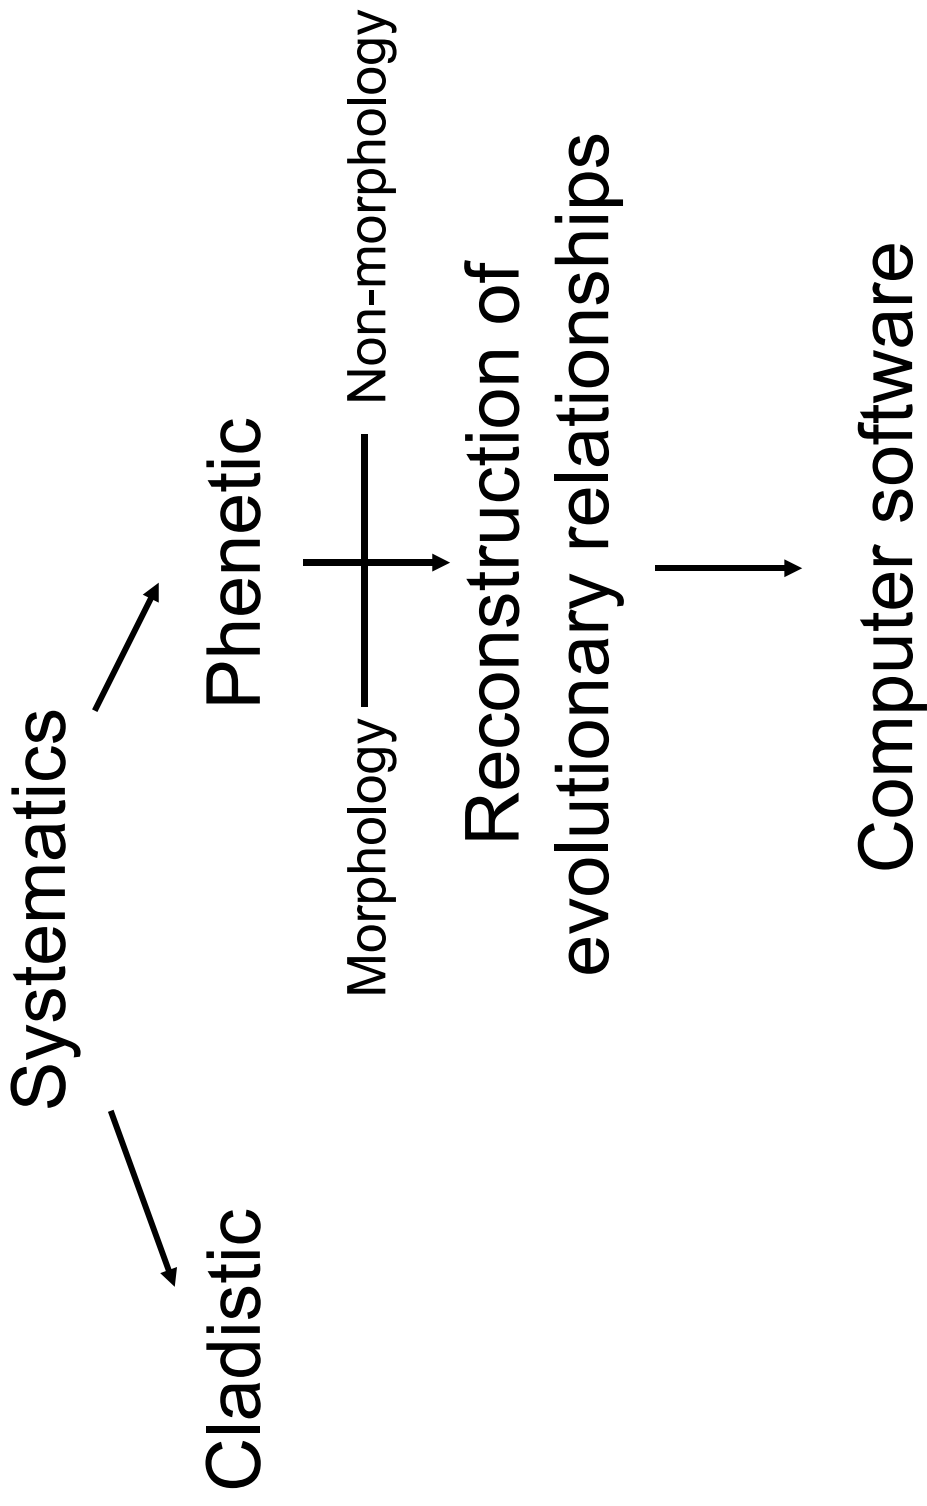 Systematics
Cladistic
Phenetic
Morphology
Non-morphology
Reconstruction of
evolutionary relationships
Computer software